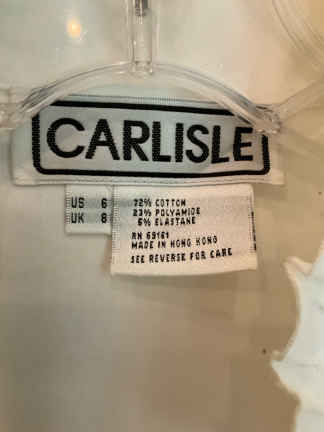 CARLISLE
US 6
UK 8
72% COTTON
23% POLYAMIDE
5% ELASTANE
RN 69161
MADE IN HONG KONG
SEE REVERSE FOR CARE